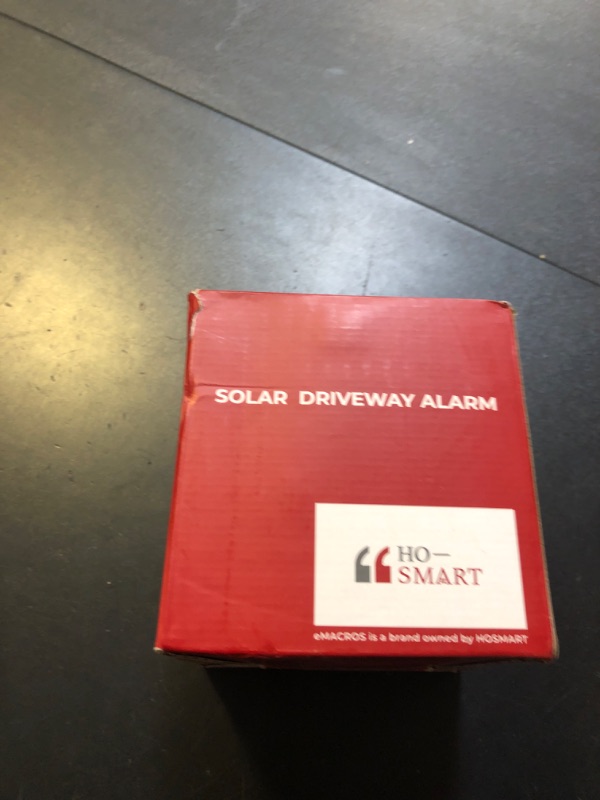 SOLAR DRIVEWAY ALARM
HO—
SMART
eMACROS is a brand owned by HOSMART